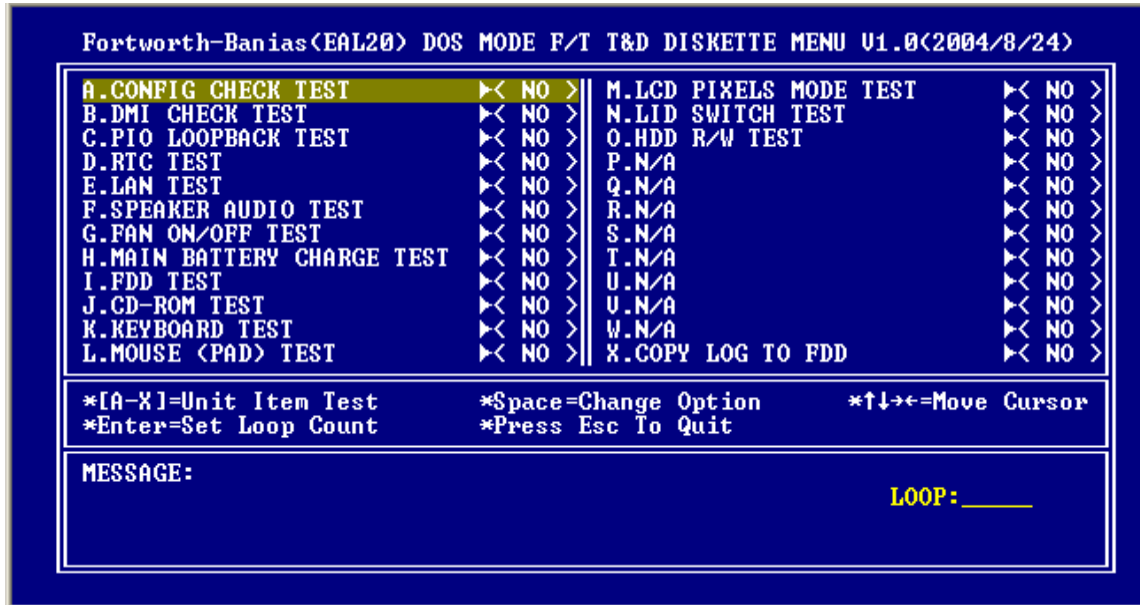 Fortworth-Banias(EAL20) DOS MODE F/T T&D DISKETTE MENU V1.0(2004/8/24)
A.CONFIG CHECK TEST ►< NO > M.LCD PIXELS MODE TEST ►< NO >
B.DMI CHECK TEST ►< NO > N.LID SWITCH TEST ►< NO >
C.PIO LOOPBACK TEST ►< NO > O.HDD R/W TEST ►< NO >
D.RTC TEST ►< NO > P.N/A ►< NO >
E.LAN TEST ►< NO > Q.N/A ►< NO >
F.SPEAKER AUDIO TEST ►< NO > R.N/A ►< NO >
G.FAN ON/OFF TEST ►< NO > S.N/A ►< NO >
H.MAIN BATTERY CHARGE TEST ►< NO > T.N/A ►< NO >
I.FDD TEST ►< NO > U.N/A ►< NO >
J.CD-ROM TEST ►< NO > V.N/A ►< NO >
K.KEYBOARD TEST ►< NO > W.N/A ►< NO >
L.MOUSE (PAD) TEST ►< NO > X.COPY LOG TO FDD ►< NO >
*[A-X]=Unit Item Test *Space=Change Option *↑↓→←=Move Cursor
*Enter=Set Loop Count *Press Esc To Quit
MESSAGE:
LOOP:______